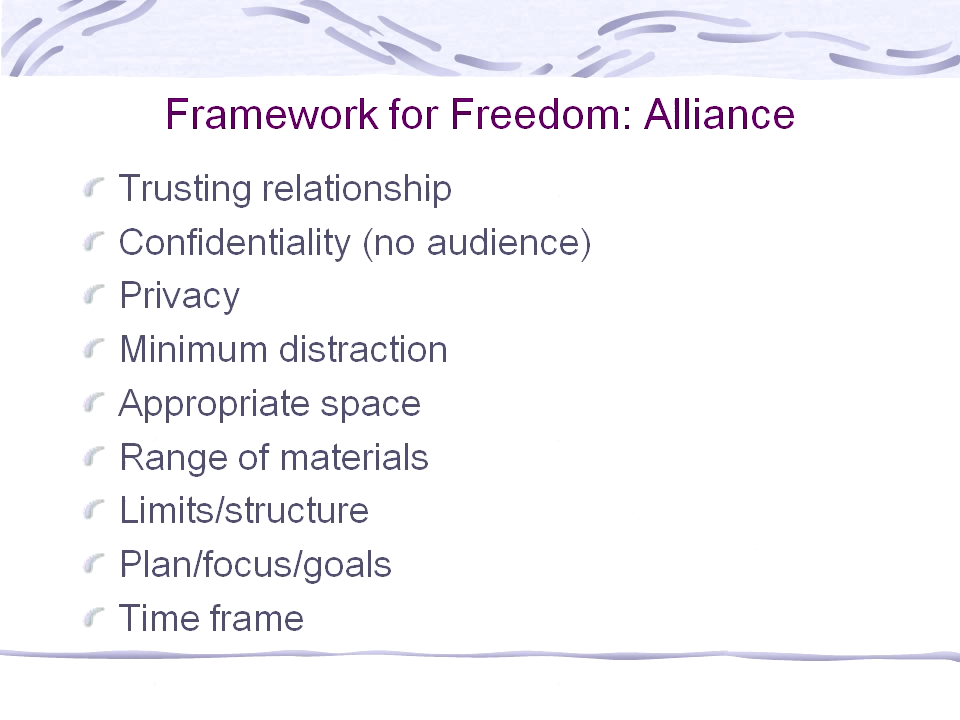 Framework for Freedom: Alliance
Trusting relationship
Confidentiality (no audience)
Privacy
Minimum distraction
Appropriate space
Range of materials
Limits/structure
Plan/focus/goals
Time frame